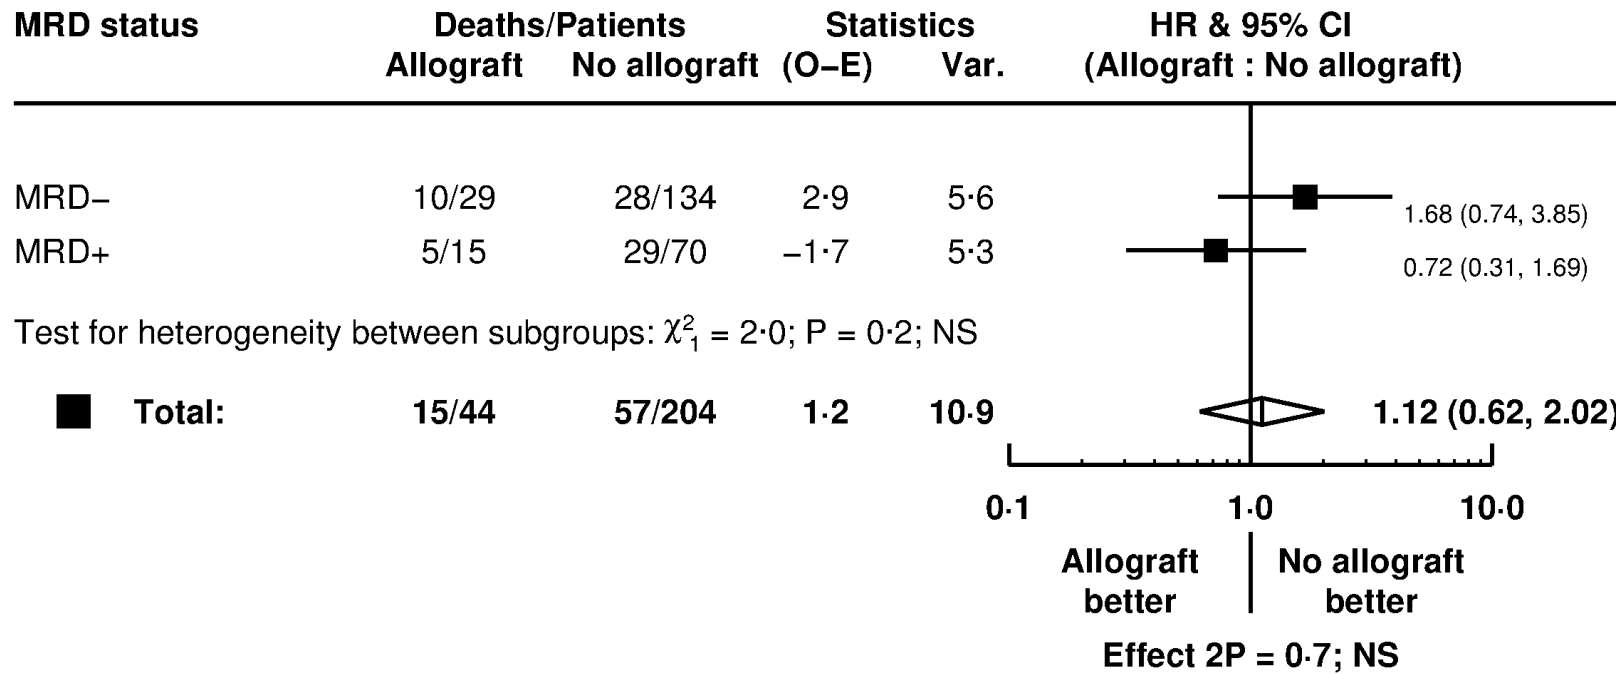 MRD status Deaths/Patients Statistics HR & 95% CI
Allograft No allograft (O–E) Var. (Allograft : No allograft)
MRD– 10/29 28/134 2·9 5·6 1.68 (0.74, 3.85)
MRD+ 5/15 29/70 –1·7 5·3 0.72 (0.31, 1.69)
Test for heterogeneity between subgroups: χ²₁ = 2·0; P = 0·2; NS
Total: 15/44 57/204 1·2 10·9 1.12 (0.62, 2.02)
0·1 1·0 10·0
Allograft No allograft
better better
Effect 2P = 0·7; NS